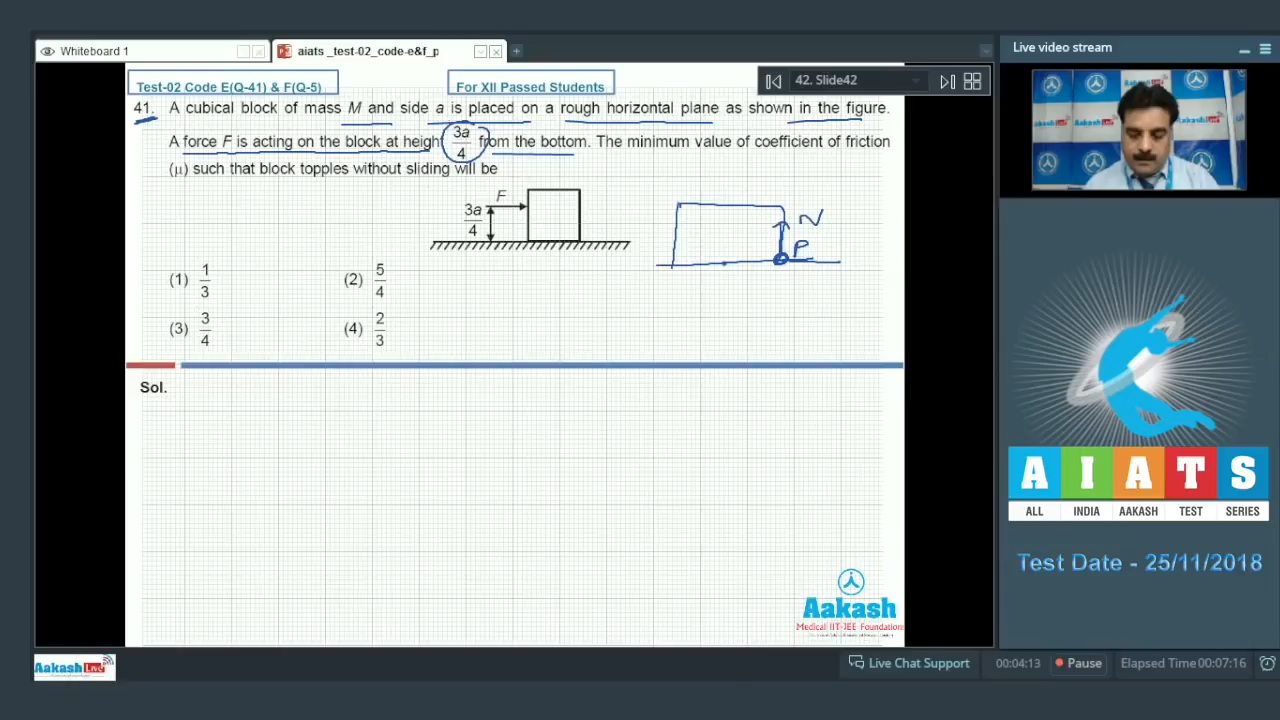 Whiteboard 1
aiats _test-02_code-e&f_p
Live video stream
Test-02 Code E(Q-41) & F(Q-5)
For XII Passed Students
42. Slide42
41. A cubical block of mass M and side a is placed on a rough horizontal plane as shown in the figure.
A force F is acting on the block at height 3a/4 from the bottom. The minimum value of coefficient of friction
(μ) such that block topples without sliding will be
F
3a/4
N
P
(1) 1/3
(2) 5/4
(3) 3/4
(4) 2/3
Sol.
A I A T S
ALL INDIA AAKASH TEST SERIES
Test Date - 25/11/2018
Aakash
Medical IIT-JEE Foundations
Aakash Live
Live Chat Support
00:04:13
Pause
Elapsed Time 00:07:16